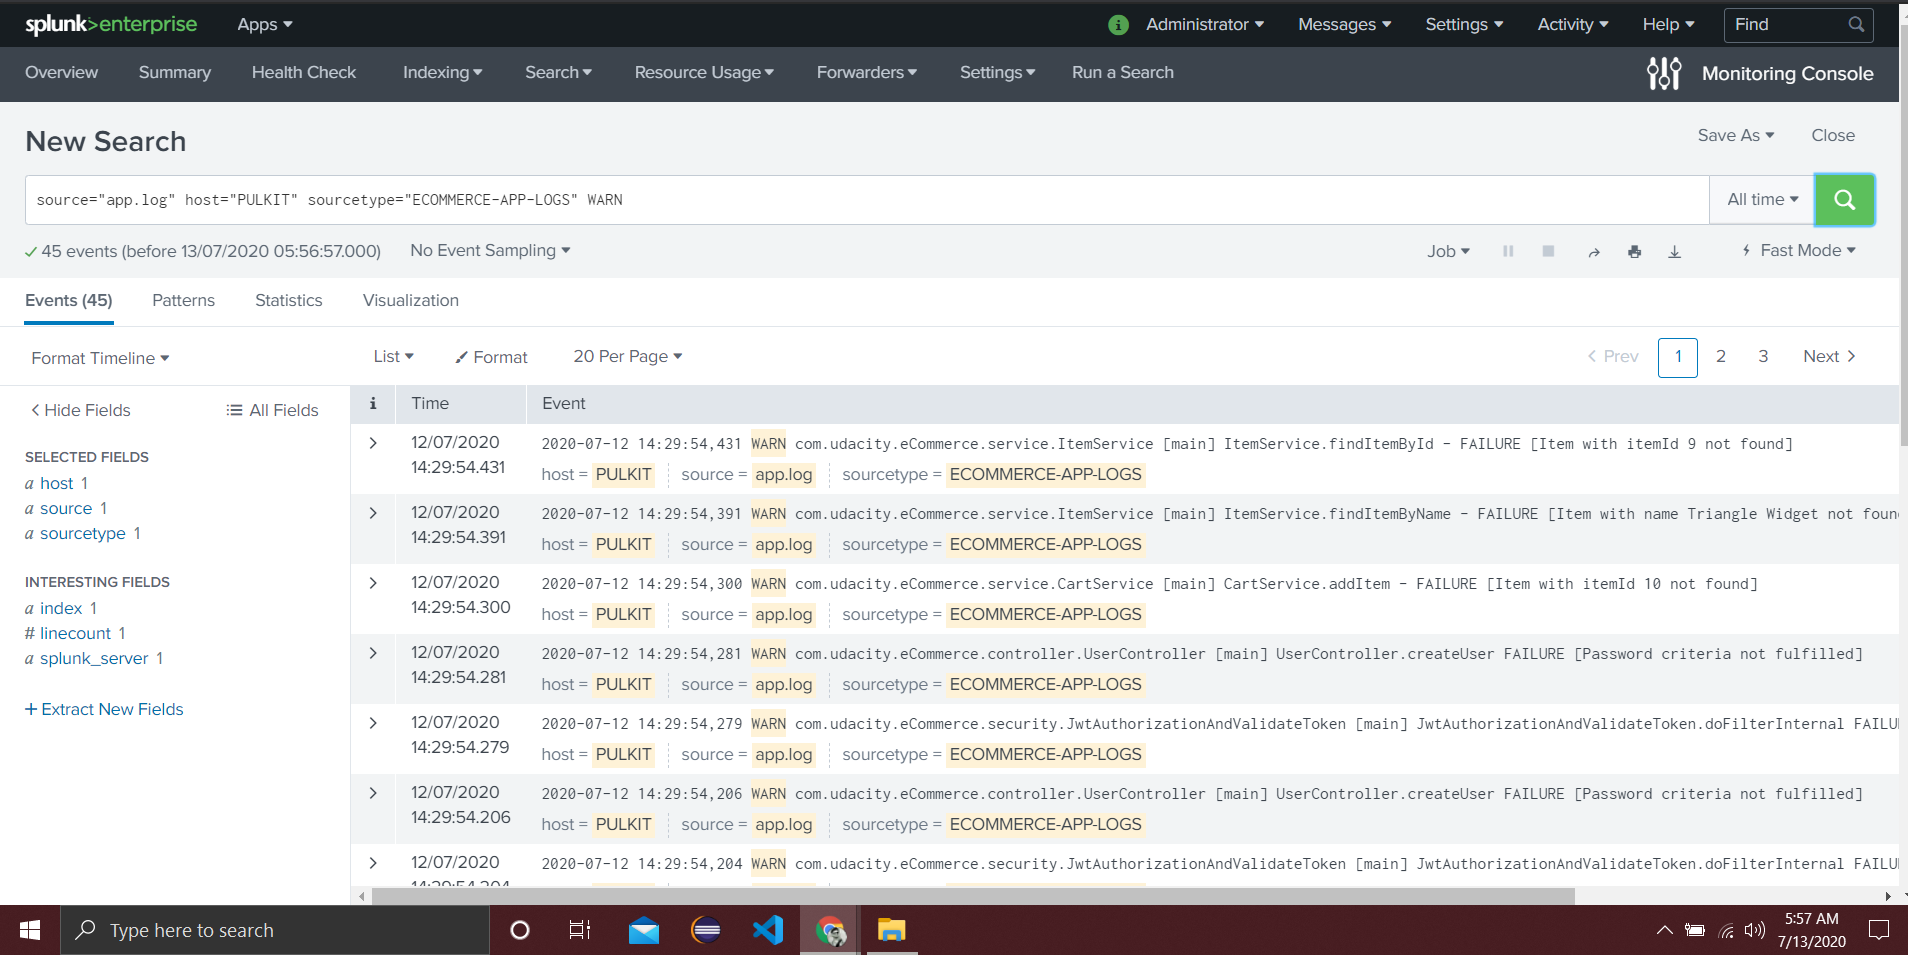 splunk>enterprise Apps Administrator Messages Settings Activity Help Find
Overview Summary Health Check Indexing Search Resource Usage Forwarders Settings Run a Search Monitoring Console
New Search Save As Close
source="app.log" host="PULKIT" sourcetype="ECOMMERCE-APP-LOGS" WARN All time
45 events (before 13/07/2020 05:56:57.000) No Event Sampling Job Fast Mode
Events (45) Patterns Statistics Visualization
Format Timeline List Format 20 Per Page Prev 1 2 3 Next
Hide Fields All Fields
SELECTED FIELDS
a host 1
a source 1
a sourcetype 1
INTERESTING FIELDS
a index 1
# linecount 1
a splunk_server 1
+ Extract New Fields
i Time Event
12/07/2020 14:29:54.431
2020-07-12 14:29:54,431 WARN com.udacity.eCommerce.service.ItemService [main] ItemService.findItemById - FAILURE [Item with itemId 9 not found]
host = PULKIT source = app.log sourcetype = ECOMMERCE-APP-LOGS
12/07/2020 14:29:54.391
2020-07-12 14:29:54,391 WARN com.udacity.eCommerce.service.ItemService [main] ItemService.findItemByName - FAILURE [Item with name Triangle Widget not foun
host = PULKIT source = app.log sourcetype = ECOMMERCE-APP-LOGS
12/07/2020 14:29:54.300
2020-07-12 14:29:54,300 WARN com.udacity.eCommerce.service.CartService [main] CartService.addItem - FAILURE [Item with itemId 10 not found]
host = PULKIT source = app.log sourcetype = ECOMMERCE-APP-LOGS
12/07/2020 14:29:54.281
2020-07-12 14:29:54,281 WARN com.udacity.eCommerce.controller.UserController [main] UserController.createUser FAILURE [Password criteria not fulfilled]
host = PULKIT source = app.log sourcetype = ECOMMERCE-APP-LOGS
12/07/2020 14:29:54.279
2020-07-12 14:29:54,279 WARN com.udacity.eCommerce.security.JwtAuthorizationAndValidateToken [main] JwtAuthorizationAndValidateToken.doFilterInternal FAILU
host = PULKIT source = app.log sourcetype = ECOMMERCE-APP-LOGS
12/07/2020 14:29:54.206
2020-07-12 14:29:54,206 WARN com.udacity.eCommerce.controller.UserController [main] UserController.createUser FAILURE [Password criteria not fulfilled]
host = PULKIT source = app.log sourcetype = ECOMMERCE-APP-LOGS
12/07/2020 14:29:54.204
2020-07-12 14:29:54,204 WARN com.udacity.eCommerce.security.JwtAuthorizationAndValidateToken [main] JwtAuthorizationAndValidateToken.doFilterInternal FAILU
Type here to search
5:57 AM
7/13/2020